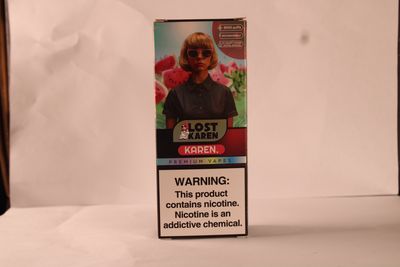 LOST
KAREN
KAREN.
PREMIUM VAPES
WARNING:
This product
contains nicotine.
Nicotine is an
addictive chemical.